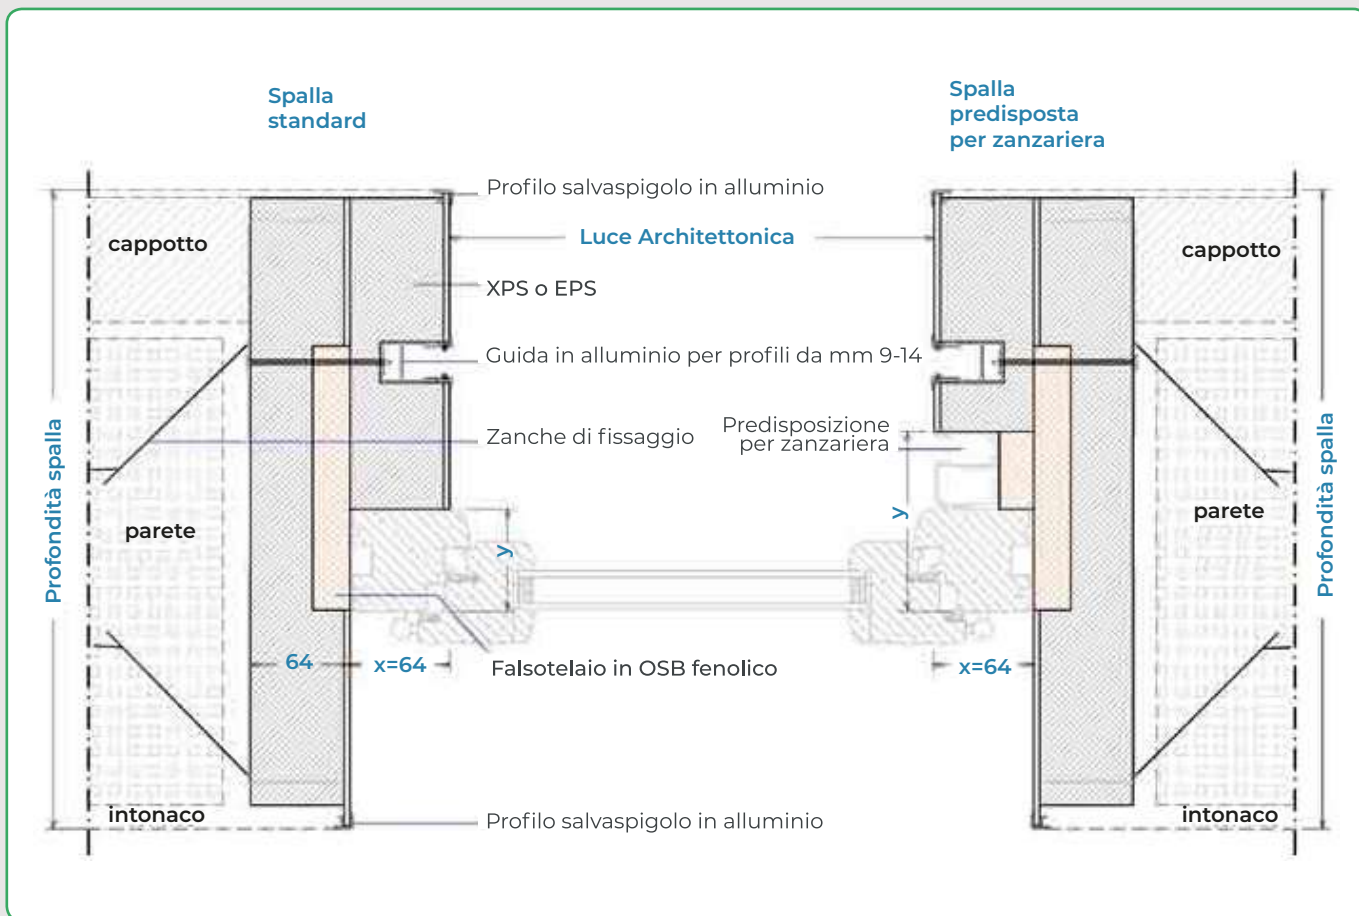 Spalla
standard
Spalla
predisposta
per zanzariera
Profilo salvaspigolo in alluminio
cappotto
Luce Architettonica
cappotto
XPS o EPS
Guida in alluminio per profili da mm 9-14
Zanche di fissaggio
Predisposizione
per zanzariera
Profondità spalla
parete
y
y
parete
Profondità spalla
64
x=64
Falsotelaio in OSB fenolico
x=64
intonaco
Profilo salvaspigolo in alluminio
intonaco